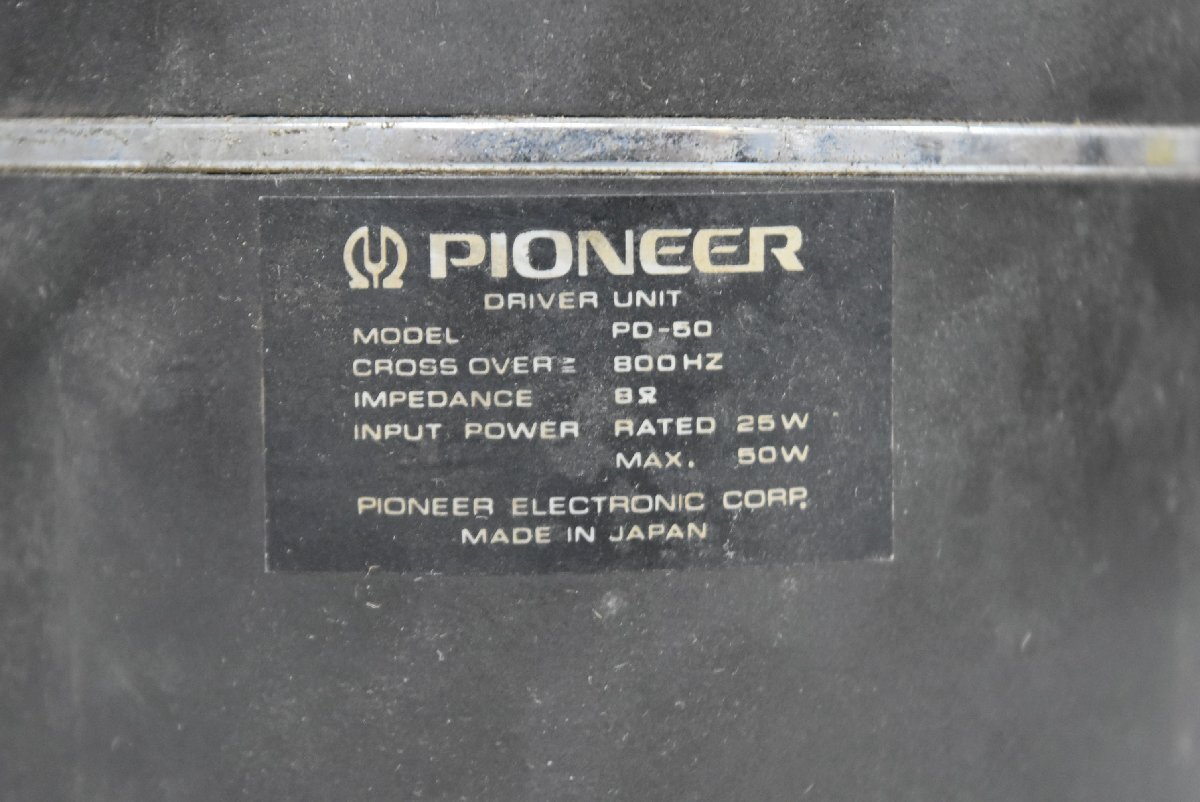 PIONEER
DRIVER UNIT
MODEL PD-50
CROSS OVER ≧ 800HZ
IMPEDANCE 8Ω
INPUT POWER RATED 25W
MAX. 50W
PIONEER ELECTRONIC CORP.
MADE IN JAPAN